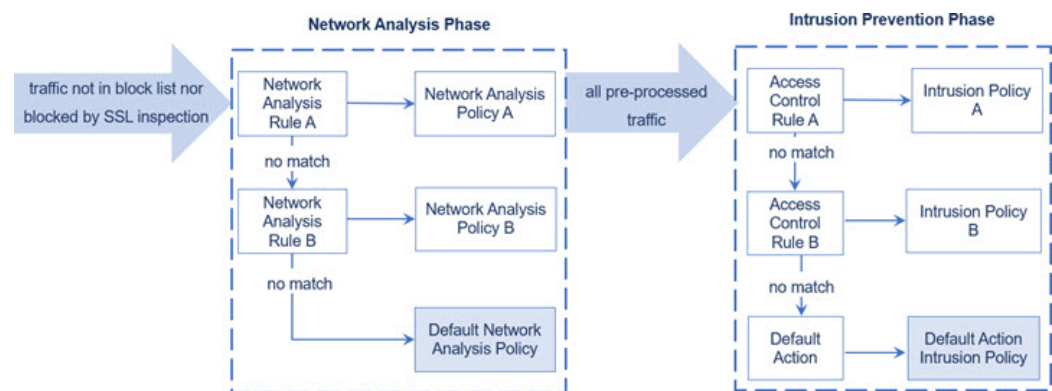 Network Analysis Phase
traffic not in block list nor
blocked by SSL inspection
Network
Analysis
Rule A
Network Analysis
Policy A
no match
Network
Analysis
Rule B
Network Analysis
Policy B
no match
Default Network
Analysis Policy
all pre-processed
traffic
Intrusion Prevention Phase
Access
Control
Rule A
Intrusion Policy
A
no match
Access
Control
Rule B
Intrusion Policy
B
no match
Default
Action
Default Action
Intrusion Policy